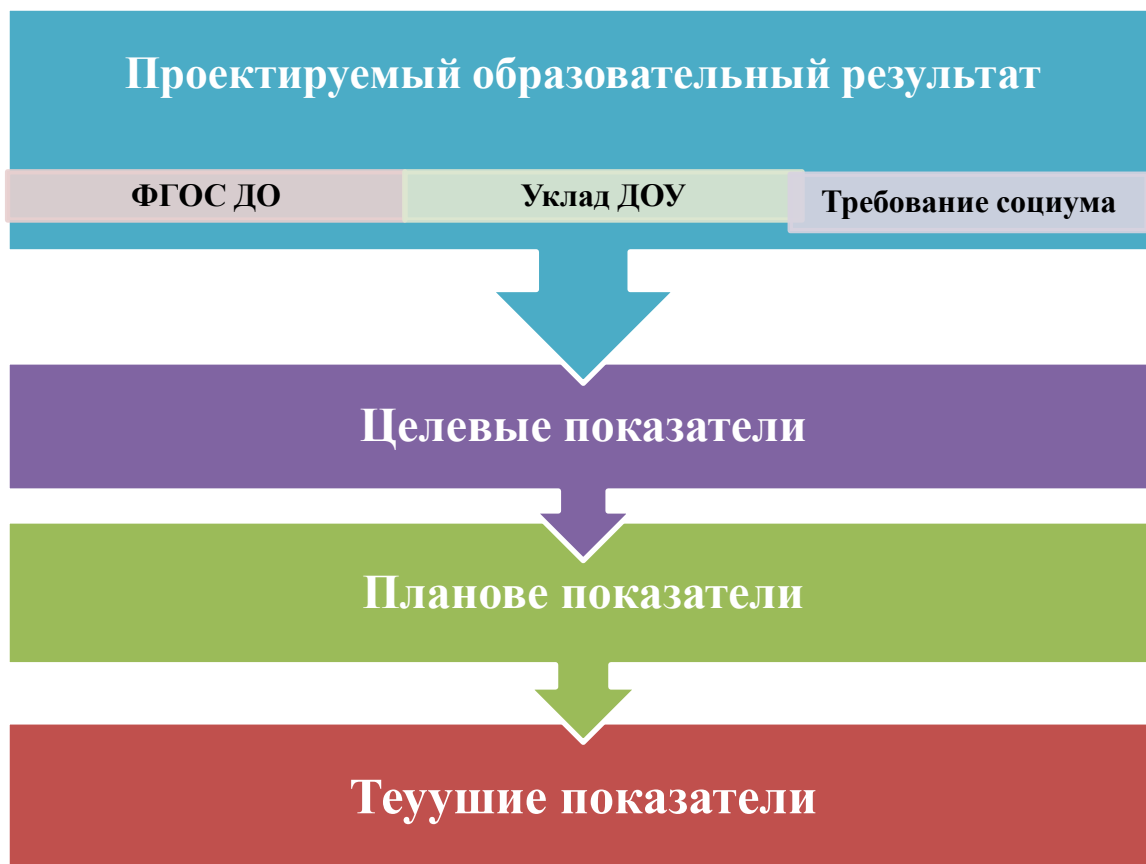 Проектируемый образовательный результат
ФГОС ДО
Уклад ДОУ
Требование социума
Целевые показатели
Планове показатели
Теуушие показатели